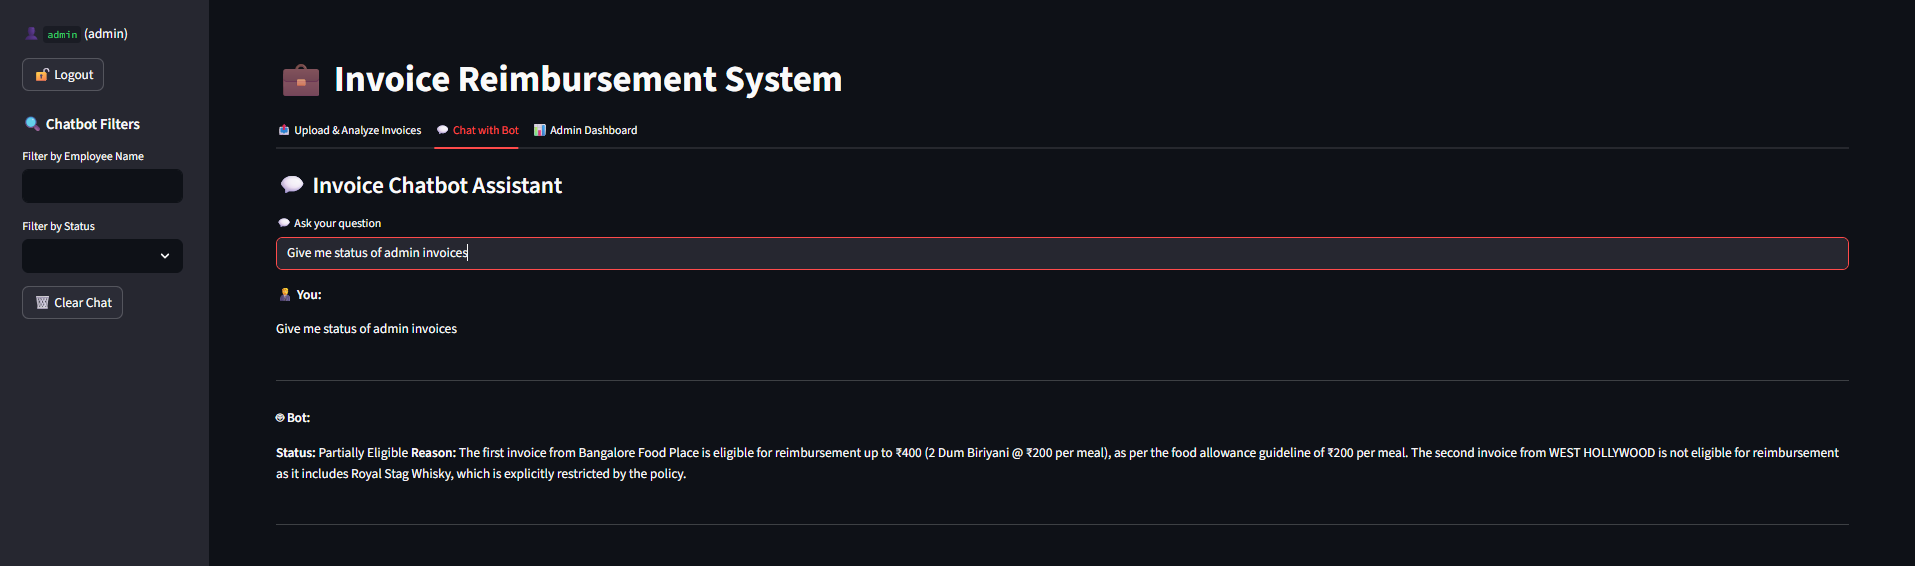 admin (admin)
Logout
Chatbot Filters
Filter by Employee Name
Filter by Status
Clear Chat
Invoice Reimbursement System
Upload & Analyze Invoices
Chat with Bot
Admin Dashboard
Invoice Chatbot Assistant
Ask your question
Give me status of admin invoices
You:
Give me status of admin invoices
Bot:
Status: Partially Eligible Reason: The first invoice from Bangalore Food Place is eligible for reimbursement up to ₹400 (2 Dum Biriyani @ ₹200 per meal), as per the food allowance guideline of ₹200 per meal. The second invoice from WEST HOLLYWOOD is not eligible for reimbursement
as it includes Royal Stag Whisky, which is explicitly restricted by the policy.